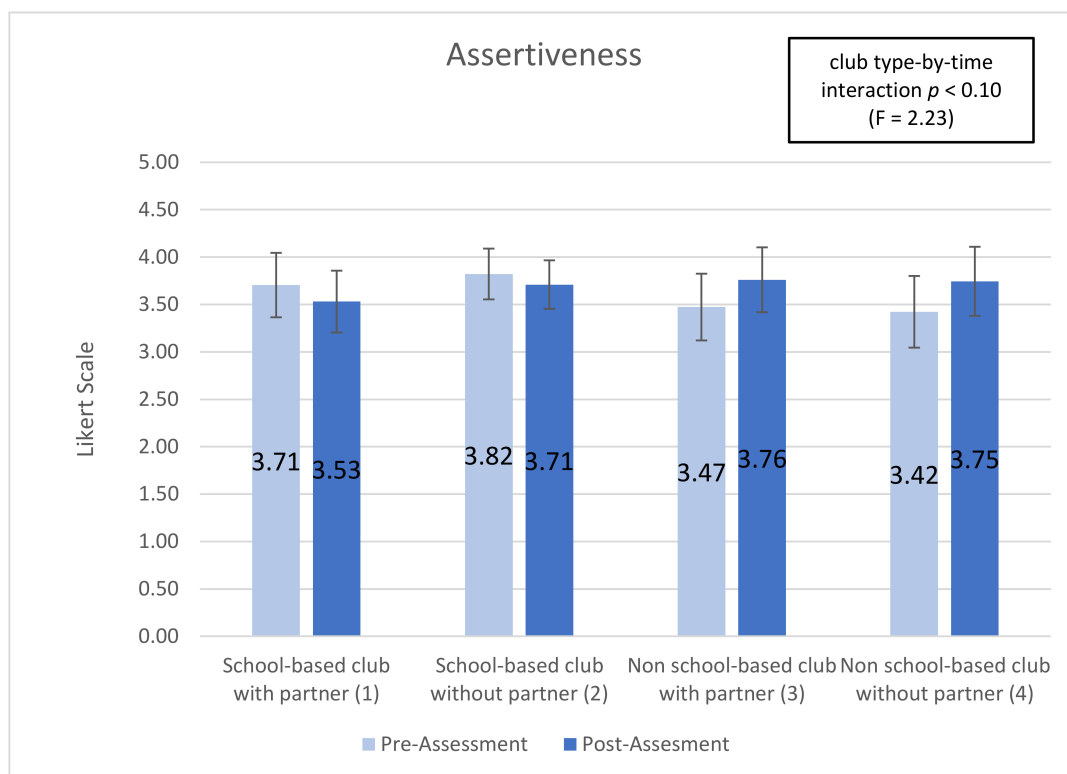 Assertiveness
club type-by-time
interaction p < 0.10
(F = 2.23)
5.00
4.50
4.00
3.50
3.00
2.50
2.00
1.50
1.00
0.50
0.00
Likert Scale
3.71
3.53
3.82
3.71
3.47
3.76
3.42
3.75
School-based club
with partner (1)
School-based club
without partner (2)
Non school-based club
with partner (3)
Non school-based club
without partner (4)
Pre-Assessment
Post-Assesment